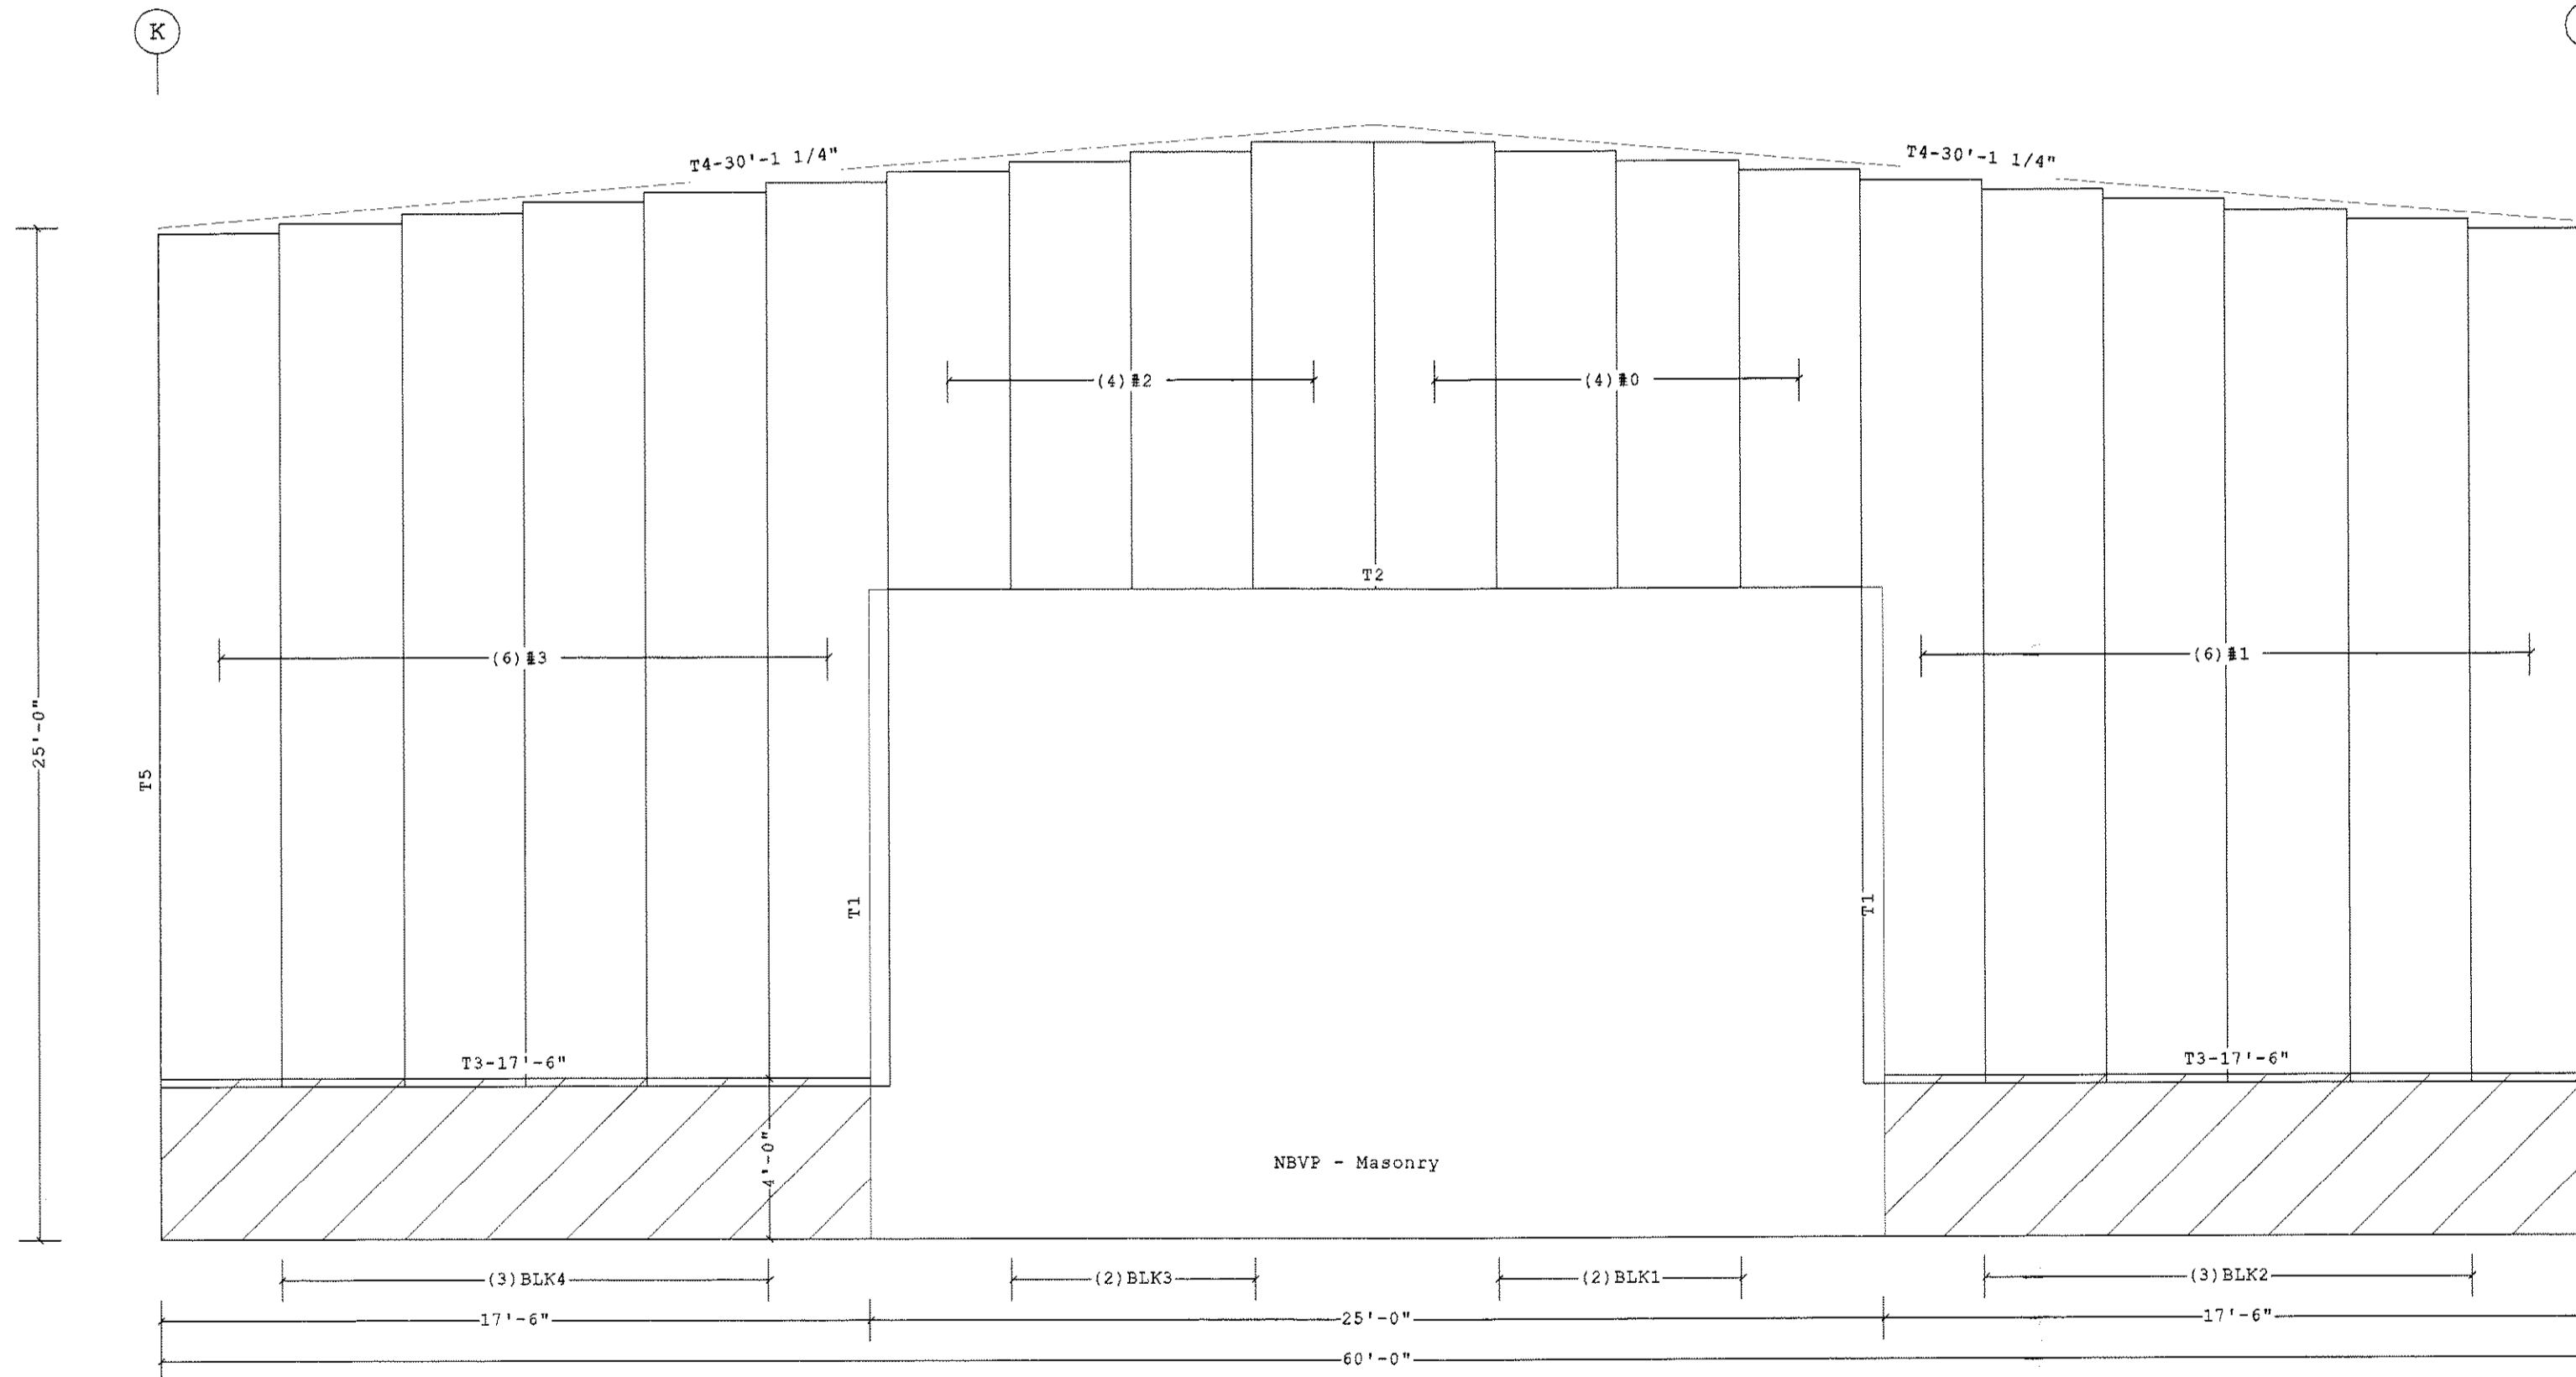 K
T4-30'-1 1/4"
T4-30'-1 1/4"
(4)#2
(4)#0
T2
(6)#3
(6)#1
25'-0"
T5
T1
T1
T3-17'-6"
T3-17'-6"
4'-0"
NBVP - Masonry
(3)BLK4
(2)BLK3
(2)BLK1
(3)BLK2
17'-6"
25'-0"
17'-6"
60'-0"